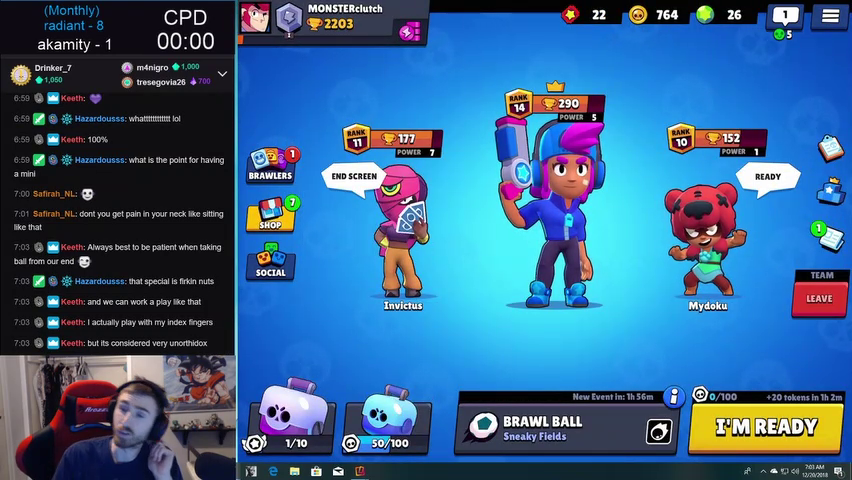 (Monthly)
radiant - 8
akamity - 1
CPD
00:00
Drinker_7
1,050
m4nigro 1,000
tresegovia26 700
6:59 Keeth:
6:59 Hazardousss: whatttttttttttt lol
6:59 Keeth: 100%
6:59 Hazardousss: what is the point for having
a mini
7:00 Safirah_NL:
7:01 Safirah_NL: dont you get pain in your neck like sitting
like that
7:03 Keeth: Always best to be patient when taking
ball from our end
7:03 Hazardousss: that special is firkin nuts
7:03 Keeth: and we can work a play like that
7:03 Keeth: I actually play with my index fingers
7:03 Keeth: but its considered very unorthidox
MONSTERclutch
2203
22
764
26
1
5
RANK
11
177
POWER 7
END SCREEN
Invictus
RANK
14
290
POWER 5
RANK
10
152
POWER 1
READY
Mydoku
1
BRAWLERS
7
SHOP
SOCIAL
1
TEAM
LEAVE
1/10
50/100
New Event in: 1h 56m
BRAWL BALL
Sneaky Fields
0/100
+20 tokens in 1h 2m
I'M READY
7:03 AM
12/20/2018